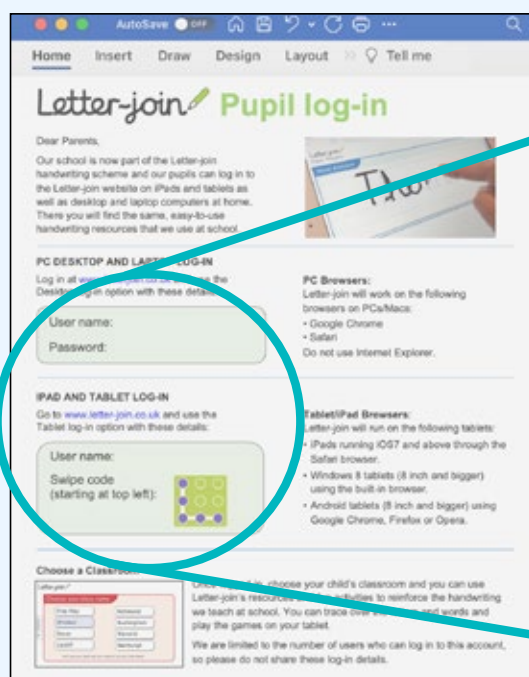 AutoSave OFF
Home Insert Draw Design Layout Tell me
Letter-join Pupil log-in
Dear Parents,
Our school is now part of the Letter-join
handwriting scheme and our pupils can log in to
the Letter-join website on iPads and tablets as
well as desktop and laptop computers at home.
There you will find the same, easy-to-use
handwriting resources that we use at school.
PC DESKTOP AND LAPTOP LOG-IN
Log in at www.letter-join.co.uk the
Desktop log-in option with these details:
User name:
Password:
PC Browsers:
Letter-join will work on the following
browsers on PCs/Macs:
• Google Chrome
• Safari
Do not use Internet Explorer.
IPAD AND TABLET LOG-IN
Go to www.letter-join.co.uk and use the
Tablet log-in option with these details:
User name:
Swipe code
(starting at top left):
Tablet/iPad Browsers:
Letter-join will run on the following tablets:
• iPads running iOS7 and above through the
Safari browser.
• Windows 8 tablets (8 inch and bigger)
using the built-in browser.
• Android tablets (8 inch and bigger) using
Google Chrome, Firefox or Opera.
Choose a Classroom
in, choose your child's classroom and you can use
Letter-join's resources activities to reinforce the handwriting
we teach at school. You can trace over and words and
play the games on your tablet.
We are limited to the number of users who can log in to this account,
so please do not share these log-in details.